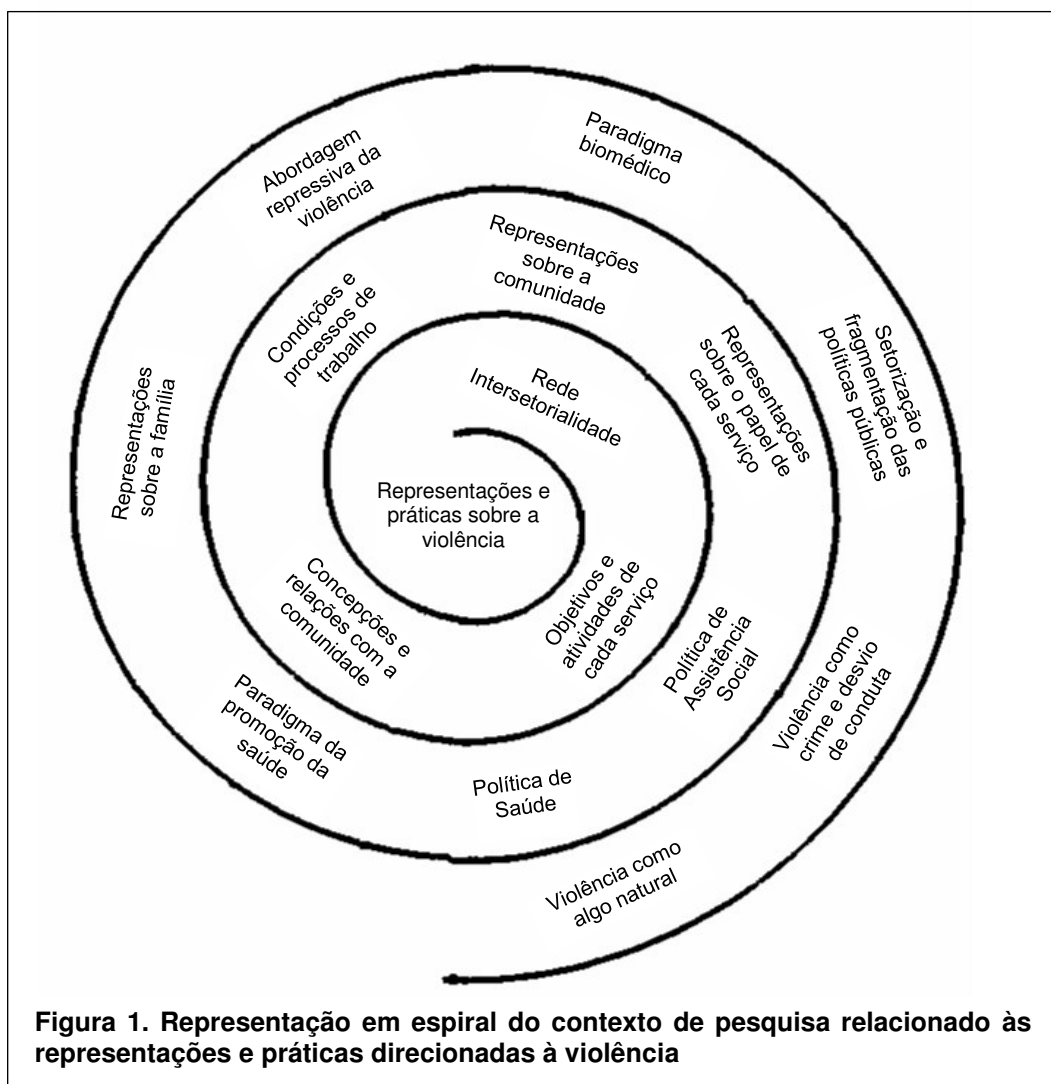 Abordagem
repressiva da
violência
Paradigma
biomédico
Representações
sobre a
comunidade
Condições e
processos de
trabalho
Setorização e
fragmentação das
políticas públicas
Representações
sobre o papel de
cada serviço
Rede
Intersetorialidade
Representações
sobre a família
Representações e
práticas sobre a
violência
Concepções e
relações com a
comunidade
Objetivos e
atividades de
cada serviço
Política de
Assistência
Social
Violência como
crime e desvio
de conduta
Paradigma da
promoção da
saúde
Política de
Saúde
Violência como
algo natural
Figura 1. Representação em espiral do contexto de pesquisa relacionado às
representações e práticas direcionadas à violência